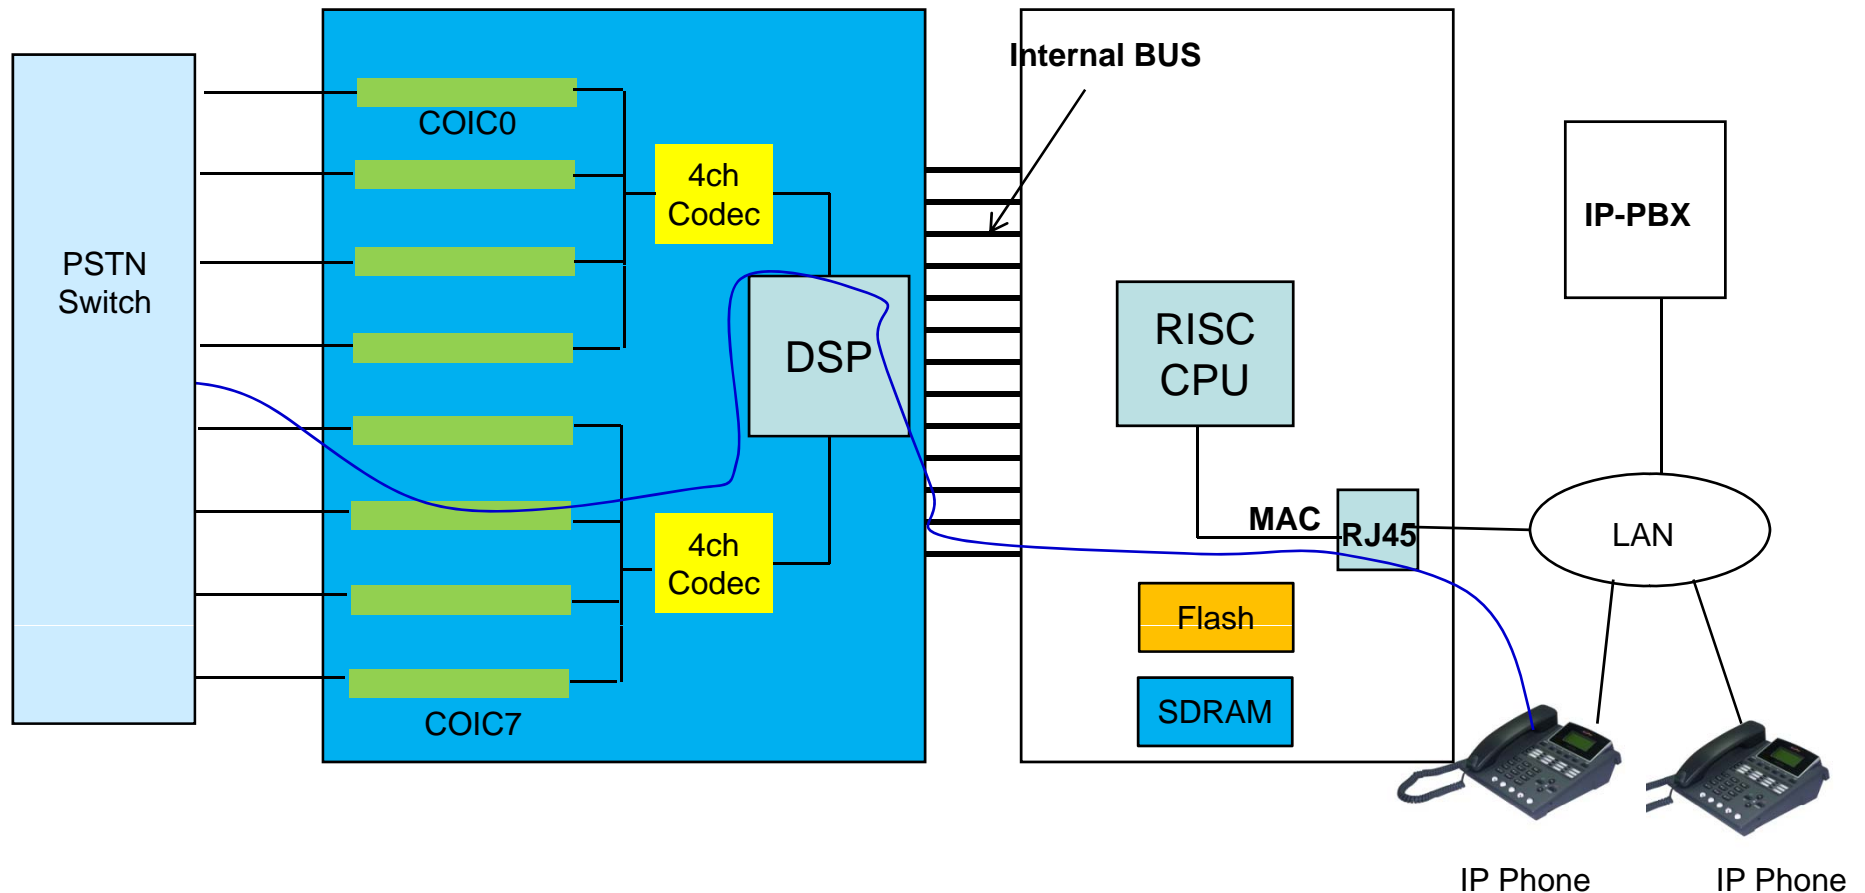 Internal BUS
COIC0
4ch
Codec
IP-PBX
PSTN
Switch
RISC
CPU
DSP
MAC
RJ45
LAN
4ch
Codec
Flash
SDRAM
COIC7
IP Phone
IP Phone